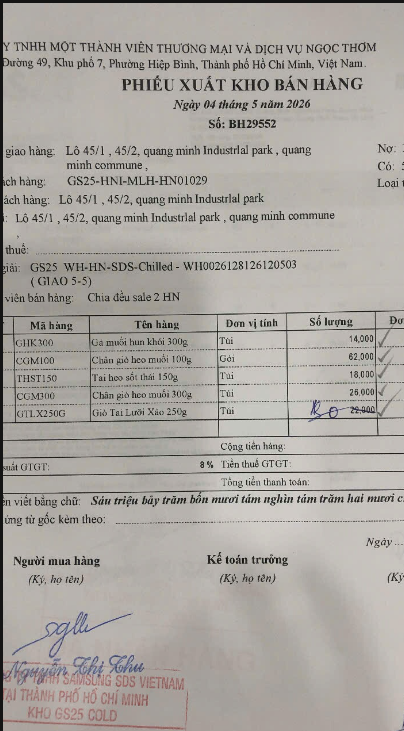 Y TNHH MỘT THÀNH VIÊN THƯƠNG MẠI VÀ DỊCH VỤ NGỌC THƠM
Đường 49, Khu phố 7, Phường Hiệp Bình, Thành phố Hồ Chí Minh, Việt Nam.
PHIẾU XUẤT KHO BÁN HÀNG
Ngày 04 tháng 5 năm 2026
Số: BH29552
giao hàng: Lô 45/1 , 45/2, quang minh Industrlal park , quang minh commune ,
Nợ:
Có: 5
Loại t
ách hàng: GS25-HNI-MLH-HN01029
ách hàng: Lô 45/1 , 45/2, quang minh Industrlal park
i: Lô 45/1 , 45/2, quang minh Industrlal park , quang minh commune ,
thuế:
giải: GS25 WH-HN-SDS-Chilled - WH0026128126120503
( GIAO 5-5)
viên bán hàng: Chia đều sale 2 HN
Mã hàng Tên hàng Đơn vị tính Số lượng Đơ
GHK300 Gà muối hun khói 300g Túi 14,000
CGM100 Chân giò heo muối 100g Gói 62,000
THST150 Tai heo sốt thái 150g Túi 18,000
CGM300 Chân giò heo muối 300g Túi 26,000
GTLX250G Giò Tai Lưỡi Xào 250g Túi 22,000
Cộng tiền hàng:
suất GTGT: 8 % Tiền thuế GTGT:
Tổng tiền thanh toán:
ền viết bằng chữ: Sáu triệu bảy trăm bốn mươi tám nghìn tám trăm hai mươi c
ứng từ gốc kèm theo:
Ngày ...
Người mua hàng Kế toán trưởng
(Ký, họ tên) (Ký, họ tên) (Ký
Nguyễn Thị Thu
SAMSUNG SDS VIETNAM
TẠI THÀNH PHỐ HỒ CHÍ MINH
KHO GS25 COLD